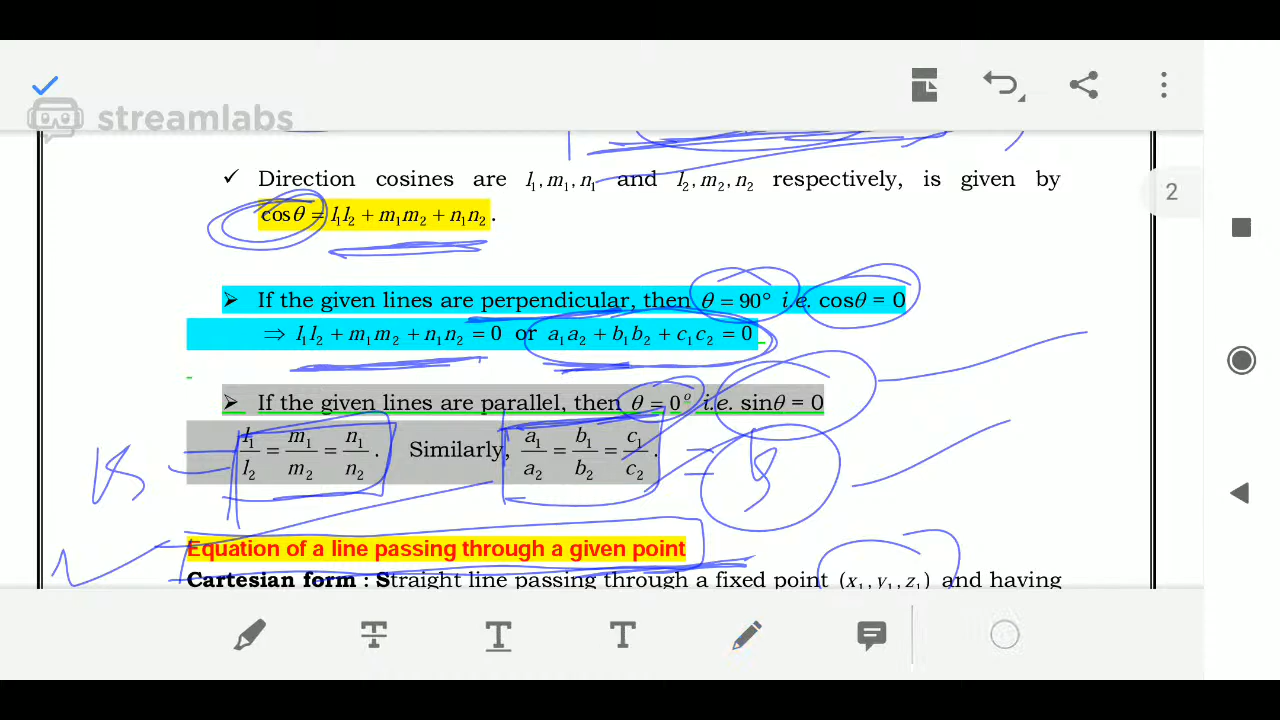 streamlabs
2
✓ Direction cosines are l₁, m₁, n₁ and l₂, m₂, n₂ respectively, is given by
cosθ = l₁l₂ + m₁m₂ + n₁n₂.
➢ If the given lines are perpendicular, then θ = 90° i.e. cosθ = 0
⇒ l₁l₂ + m₁m₂ + n₁n₂ = 0 or a₁a₂ + b₁b₂ + c₁c₂ = 0
➢ If the given lines are parallel, then θ = 0° i.e. sinθ = 0
l₁/l₂ = m₁/m₂ = n₁/n₂. Similarly, a₁/a₂ = b₁/b₂ = c₁/c₂.
Equation of a line passing through a given point
Cartesian form : Straight line passing through a fixed point (x₁, y₁, z₁) and having